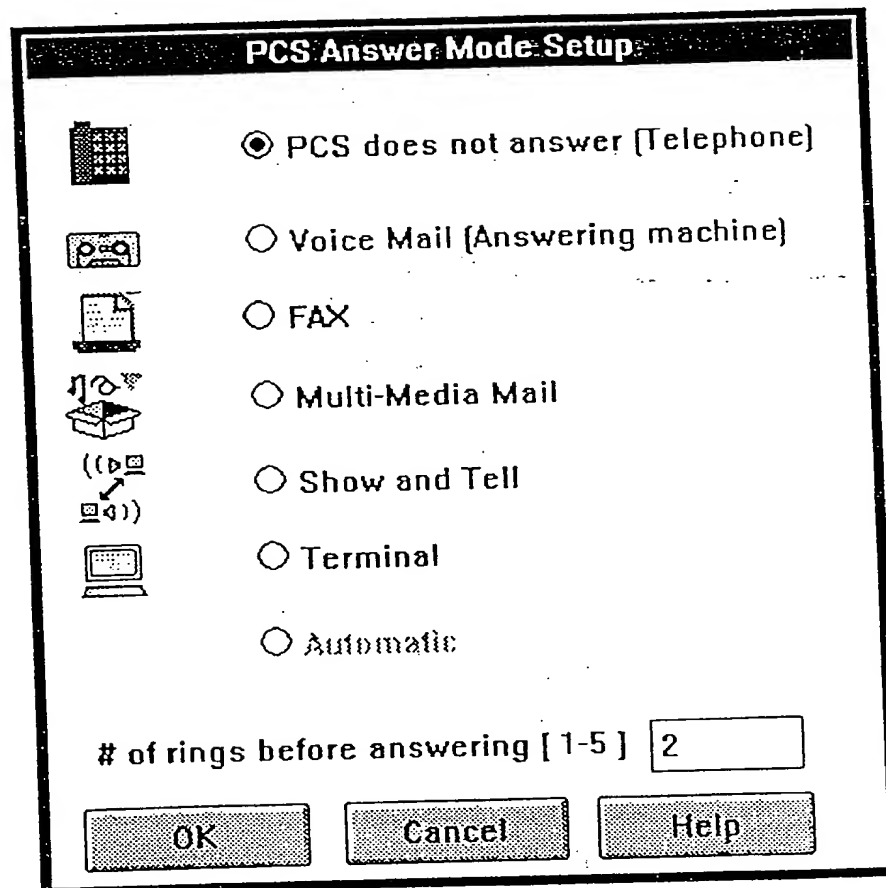 PCS Answer Mode Setup
PCS does not answer (Telephone)
Voice Mail (Answering machine)
FAX
Multi-Media Mail
Show and Tell
Terminal
Automatic
# of rings before answering [ 1-5 ] 2
OK Cancel Help